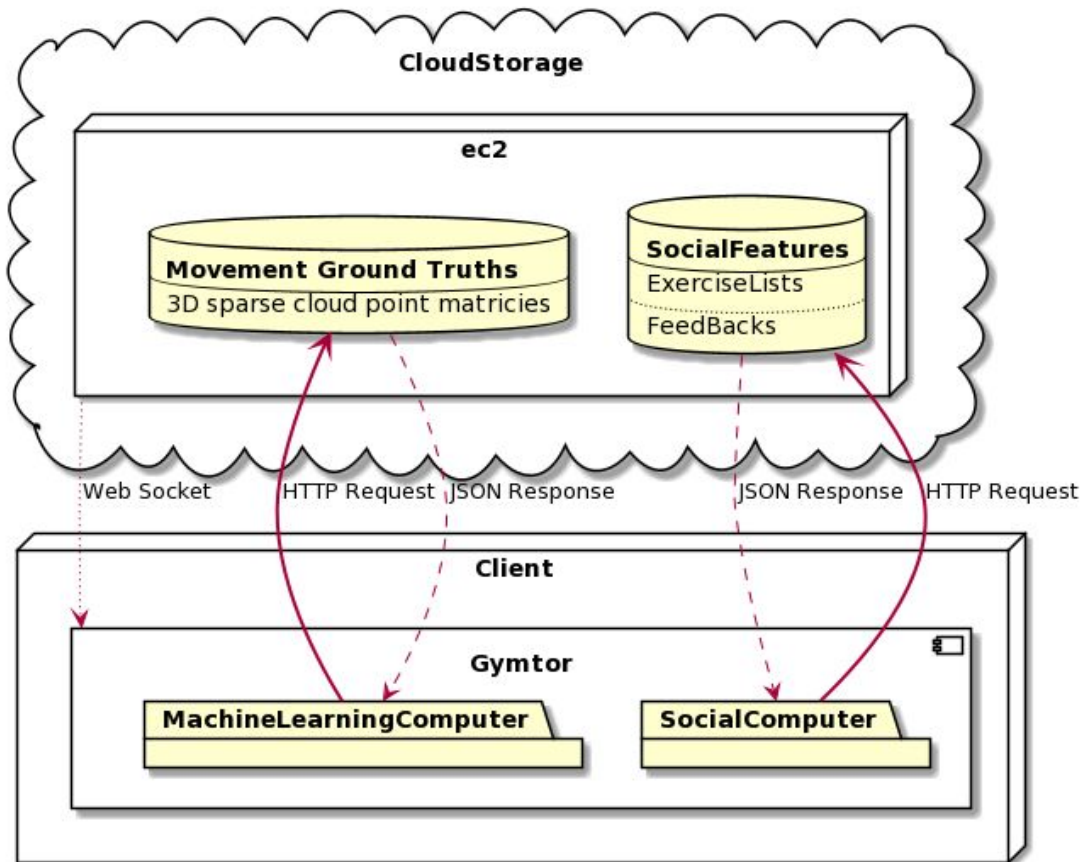 CloudStorage
ec2
Movement Ground Truths
3D sparse cloud point matricies
SocialFeatures
ExerciseLists
FeedBacks
Web Socket
HTTP Request
JSON Response
JSON Response
HTTP Request
Client
Gymtor
MachineLearningComputer
SocialComputer